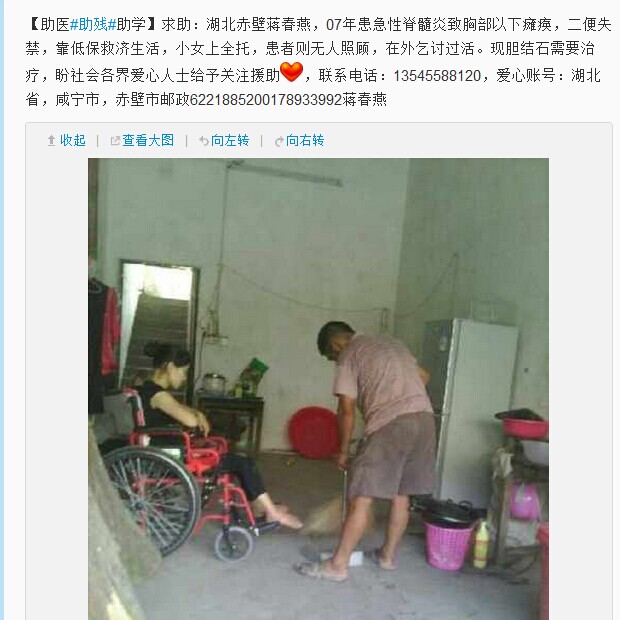 【助医#助残#助学】求助：湖北赤壁蒋春燕，07年患急性脊髓炎致胸部以下瘫痪，二便失
禁，靠低保救济生活，小女上全托，患者则无人照顾，在外乞讨过活。现胆结石需要治
疗，盼社会各界爱心人士给予关注援助❤，联系电话：13545588120，爱心账号：湖北
省，咸宁市，赤壁市邮政6221885200178933992蒋春燕
收起 | 查看大图 | 向左转 | 向右转